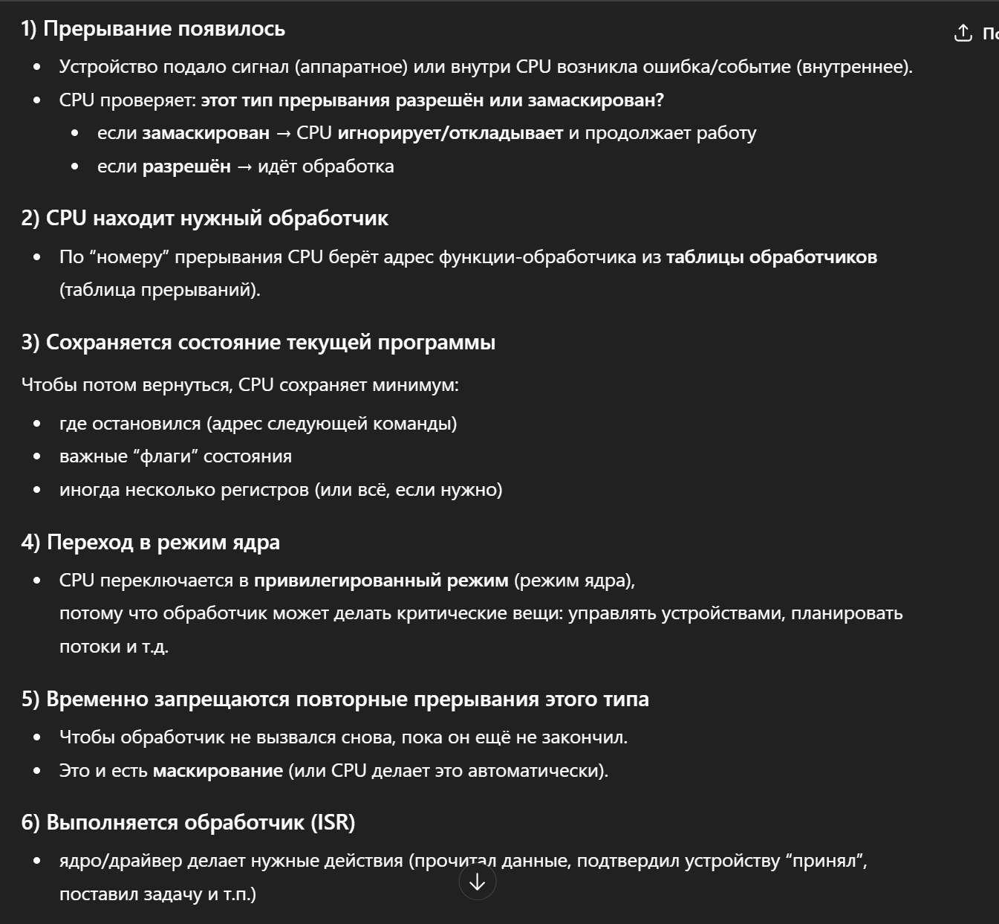 1) Прерывание появилось
По
• Устройство подало сигнал (аппаратное) или внутри CPU возникла ошибка/событие (внутреннее).
• CPU проверяет: этот тип прерывания разрешён или замаскирован?
• если замаскирован → CPU игнорирует/откладывает и продолжает работу
• если разрешён → идёт обработка
2) CPU находит нужный обработчик
• По “номеру” прерывания CPU берёт адрес функции-обработчика из таблицы обработчиков
(таблица прерываний).
3) Сохраняется состояние текущей программы
Чтобы потом вернуться, CPU сохраняет минимум:
• где остановился (адрес следующей команды)
• важные “флаги” состояния
• иногда несколько регистров (или всё, если нужно)
4) Переход в режим ядра
• CPU переключается в привилегированный режим (режим ядра),
потому что обработчик может делать критические вещи: управлять устройствами, планировать
потоки и т.д.
5) Временно запрещаются повторные прерывания этого типа
• Чтобы обработчик не вызвался снова, пока он ещё не закончил.
• Это и есть маскирование (или CPU делает это автоматически).
6) Выполняется обработчик (ISR)
• ядро/драйвер делает нужные действия (прочитал данные, подтвердил устройству “принял”,
поставил задачу и т.п.)